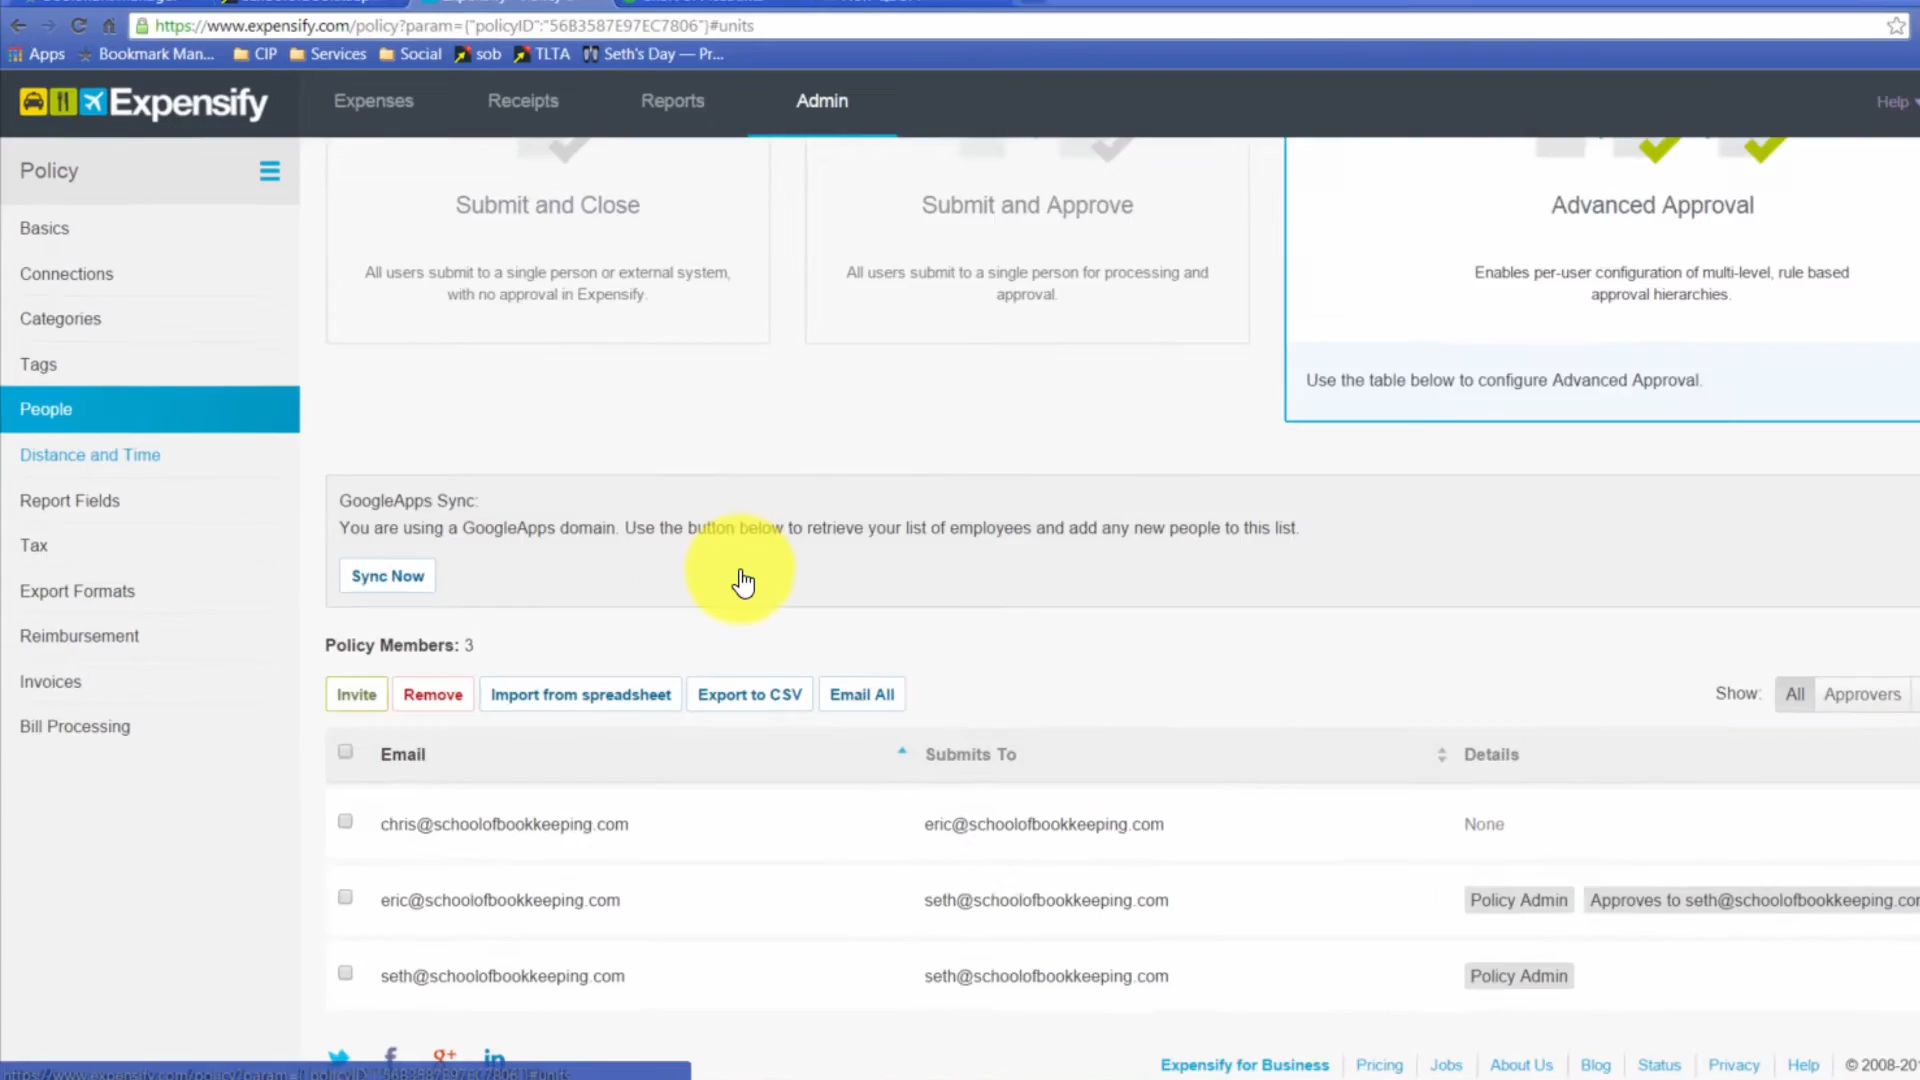 https://www.expensify.com/policy?param={"policyID":"56B3587E97EC7806"}#units
Apps Bookmark Man... CIP Services Social sob TLTA Seth's Day — Pr...
Expensify Expenses Receipts Reports Admin Help
Policy
Basics
Connections
Categories
Tags
People
Distance and Time
Report Fields
Tax
Export Formats
Reimbursement
Invoices
Bill Processing
Submit and Close
All users submit to a single person or external system,
with no approval in Expensify.
Submit and Approve
All users submit to a single person for processing and
approval.
Advanced Approval
Enables per-user configuration of multi-level, rule based
approval hierarchies.
Use the table below to configure Advanced Approval.
GoogleApps Sync:
You are using a GoogleApps domain. Use the button below to retrieve your list of employees and add any new people to this list.
Sync Now
Policy Members: 3
Invite Remove Import from spreadsheet Export to CSV Email All Show: All Approvers
Email Submits To Details
chris@schoolofbookkeeping.com eric@schoolofbookkeeping.com None
eric@schoolofbookkeeping.com seth@schoolofbookkeeping.com Policy Admin Approves to seth@schoolofbookkeeping.co
seth@schoolofbookkeeping.com seth@schoolofbookkeeping.com Policy Admin
Expensify for Business Pricing Jobs About Us Blog Status Privacy Help © 2008-20